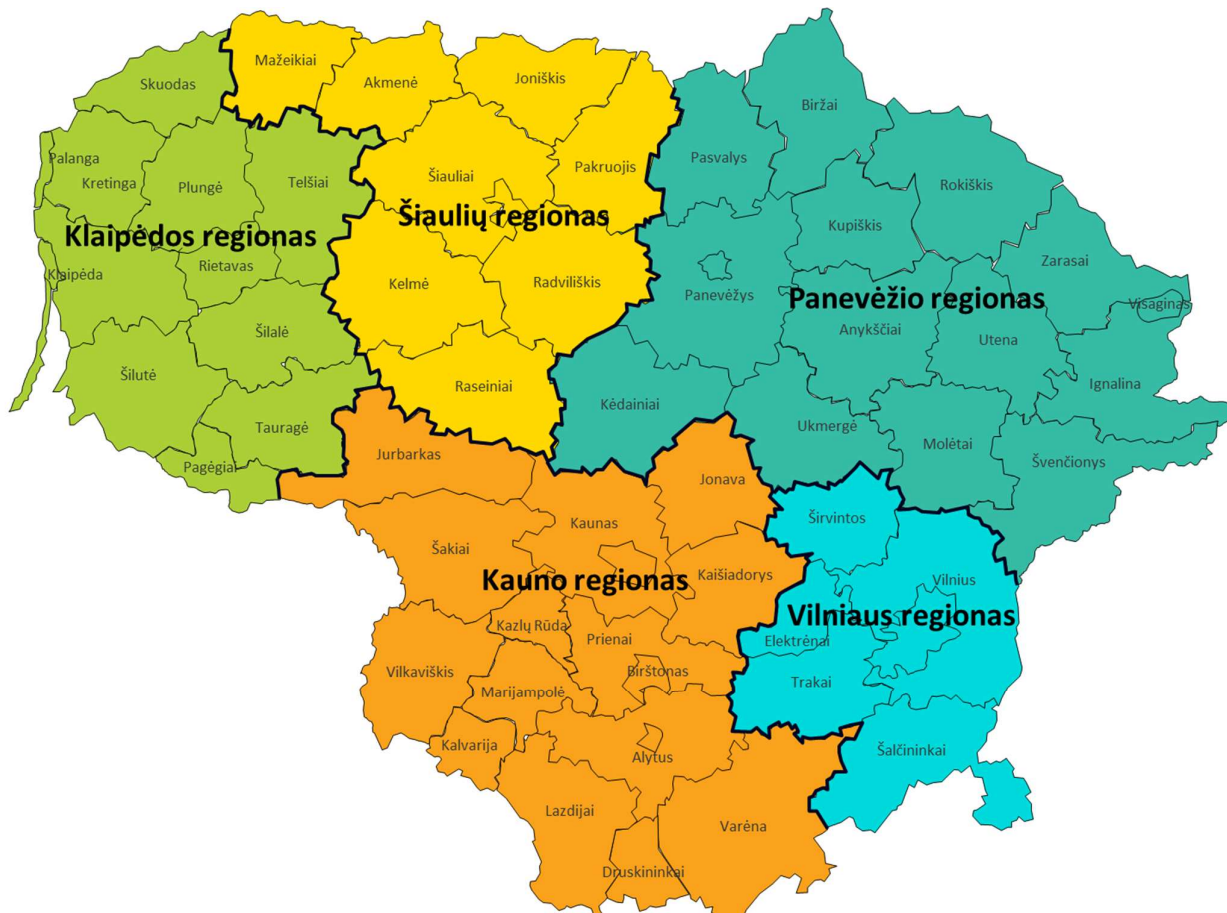 Skuodas
Mažeikiai
Akmenė
Joniškis
Biržai
Palanga
Kretinga
Plungė
Telšiai
Šiauliai
Pakruojis
Pasvalys
Rokiškis
Klaipėdos regionas
Šiaulių regionas
Kupiškis
Zarasai
Klaipėda
Rietavas
Kelmė
Radviliškis
Panevėžys
Panevėžio regionas
Visaginas
Šilalė
Anykščiai
Utena
Šilutė
Raseiniai
Kėdainiai
Ignalina
Tauragė
Ukmergė
Molėtai
Pagėgiai
Jurbarkas
Jonava
Švenčionys
Kaunas
Širvintos
Šakiai
Kauno regionas
Kaišiadorys
Vilnius
Vilniaus regionas
Kazlų Rūda
Prienai
Elektrėnai
Vilkaviškis
Birštonas
Trakai
Marijampolė
Kalvarija
Alytus
Šalčininkai
Lazdijai
Varėna
Druskininkai